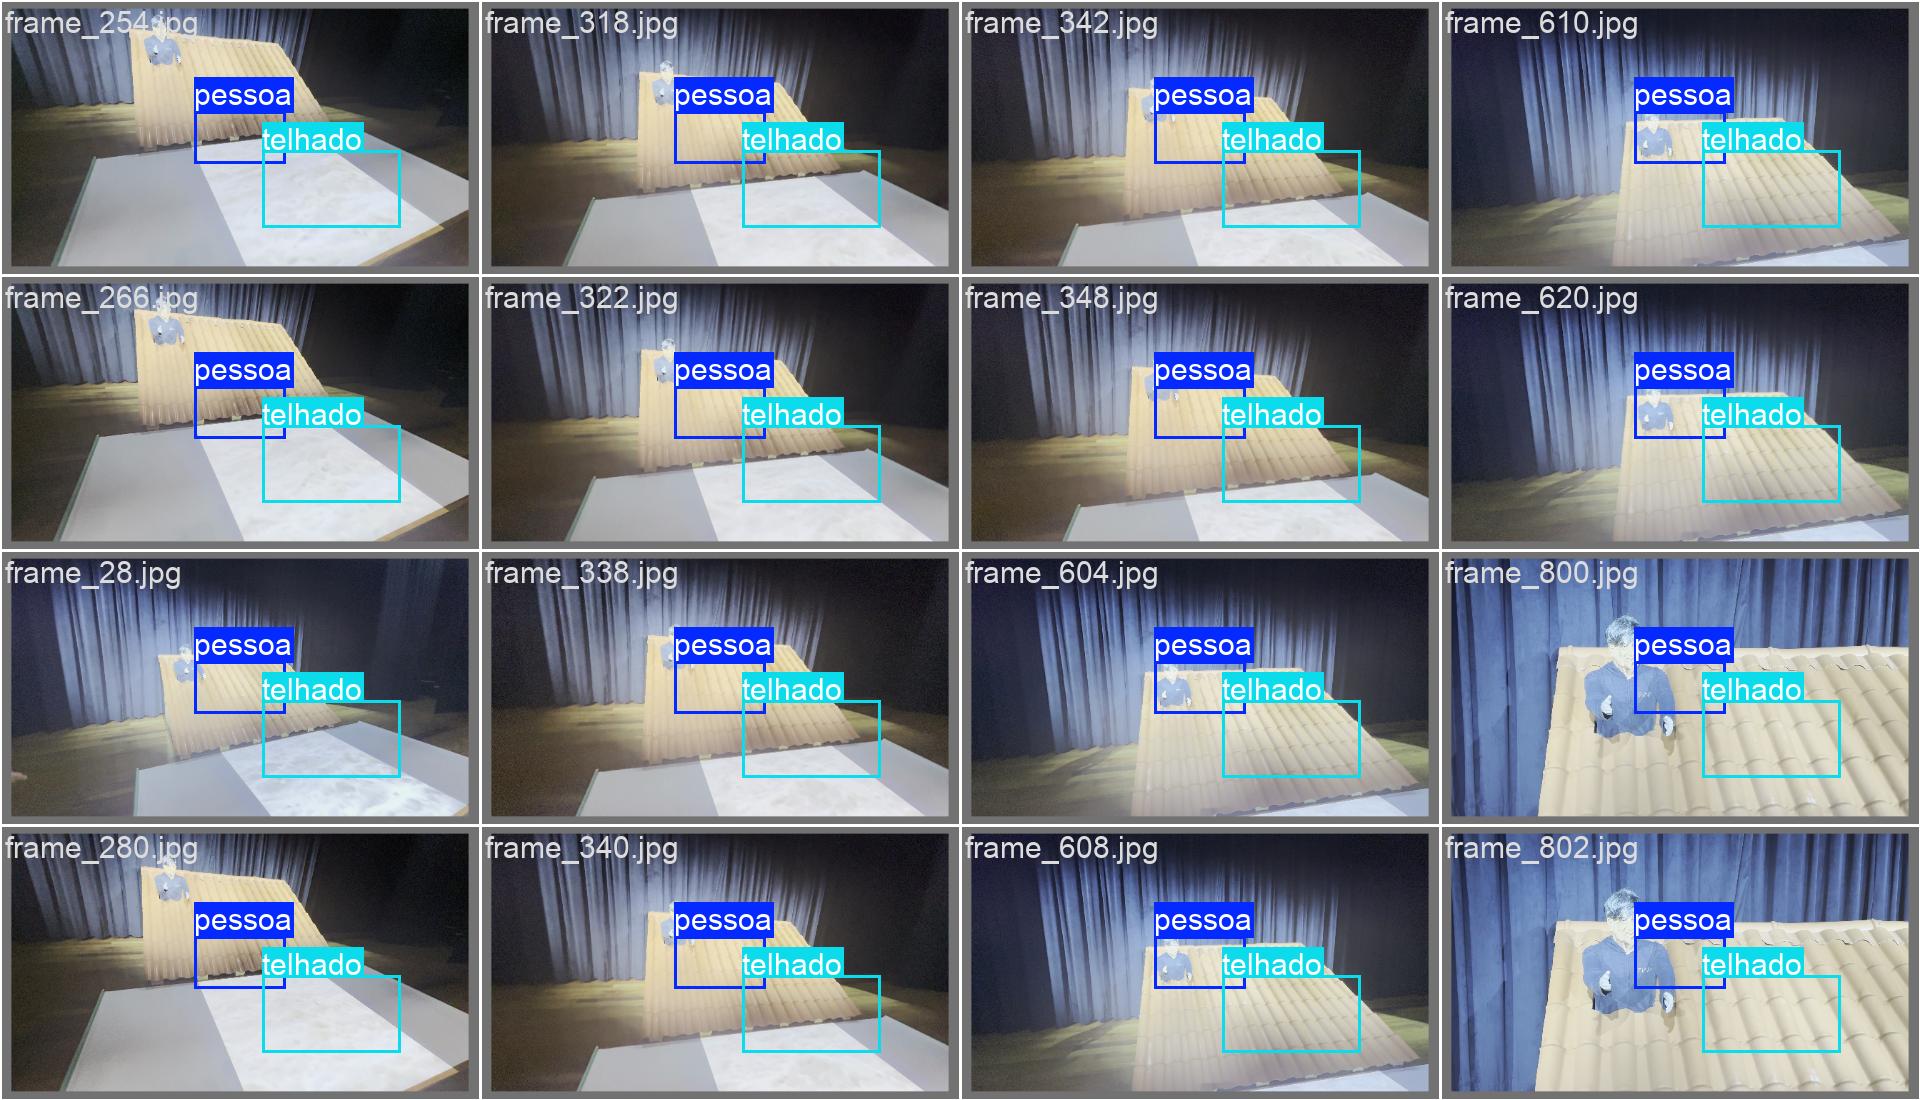 frame_254.jpg
pessoa
telhado
frame_318.jpg
pessoa
telhado
frame_342.jpg
pessoa
telhado
frame_610.jpg
pessoa
telhado
frame_266.jpg
pessoa
telhado
frame_322.jpg
pessoa
telhado
frame_348.jpg
pessoa
telhado
frame_620.jpg
pessoa
telhado
frame_28.jpg
pessoa
telhado
frame_338.jpg
pessoa
telhado
frame_604.jpg
pessoa
telhado
frame_800.jpg
pessoa
telhado
frame_280.jpg
pessoa
telhado
frame_340.jpg
pessoa
telhado
frame_608.jpg
pessoa
telhado
frame_802.jpg
pessoa
telhado